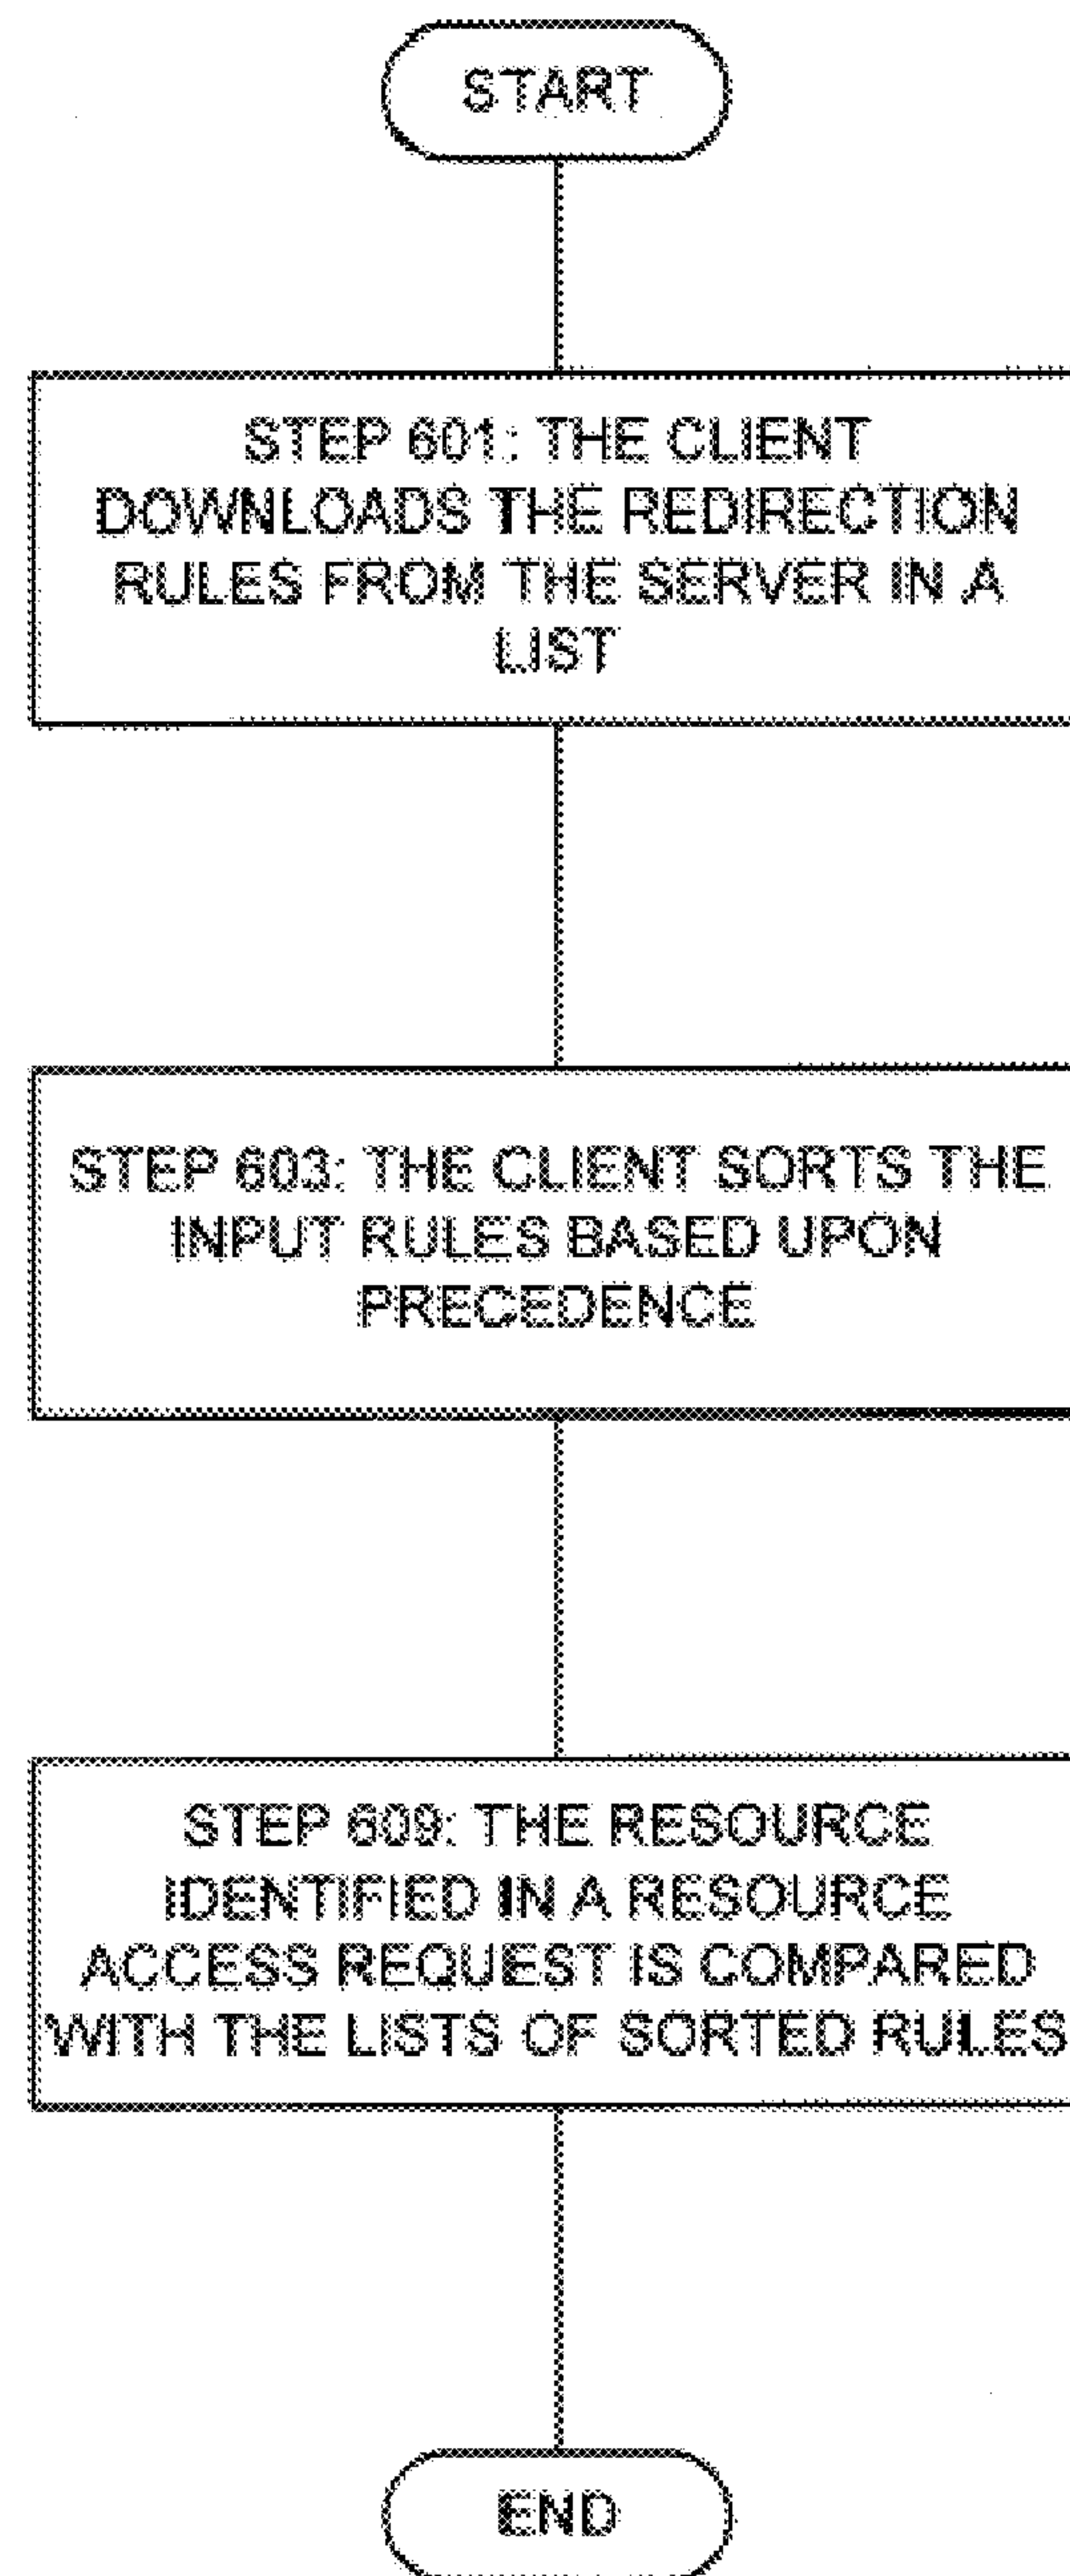 START
STEP 601: THE CLIENT
DOWNLOADS THE REDIRECTION
RULES FROM THE SERVER IN A
LIST
STEP 603: THE CLIENT SORTS THE
INPUT RULES BASED UPON
PRECEDENCE
STEP 609: THE RESOURCE
IDENTIFIED IN A RESOURCE
ACCESS REQUEST IS COMPARED
WITH THE LISTS OF SORTED RULES
END